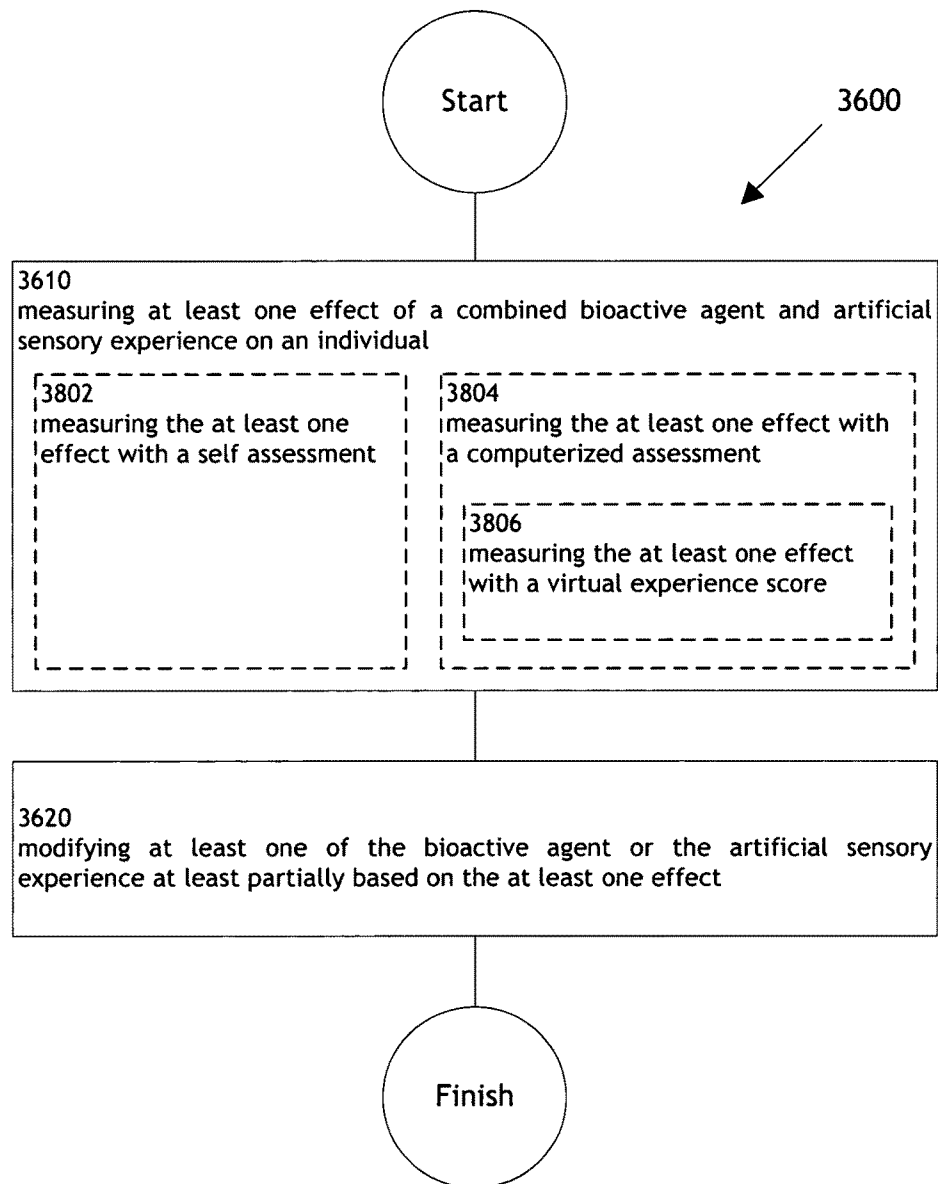 Start
3600
3610
measuring at least one effect of a combined bioactive agent and artificial
sensory experience on an individual
3802
measuring the at least one
effect with a self assessment
3804
measuring the at least one effect with
a computerized assessment
3806
measuring the at least one effect
with a virtual experience score
3620
modifying at least one of the bioactive agent or the artificial sensory
experience at least partially based on the at least one effect
Finish